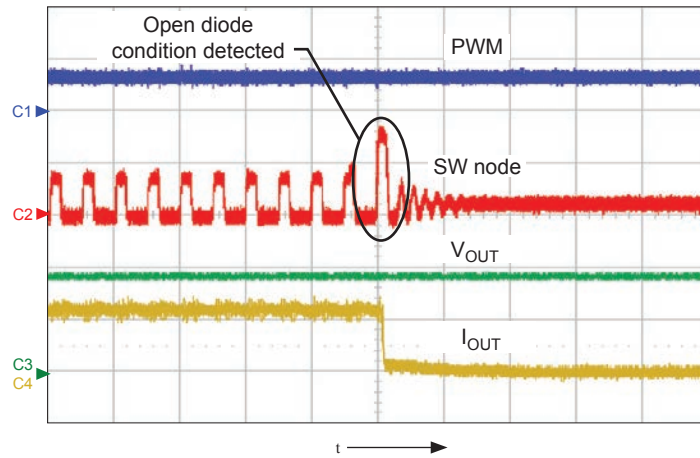 Open diode
condition detected
PWM
C1
SW node
C2
VOUT
IOUT
C3
C4
t